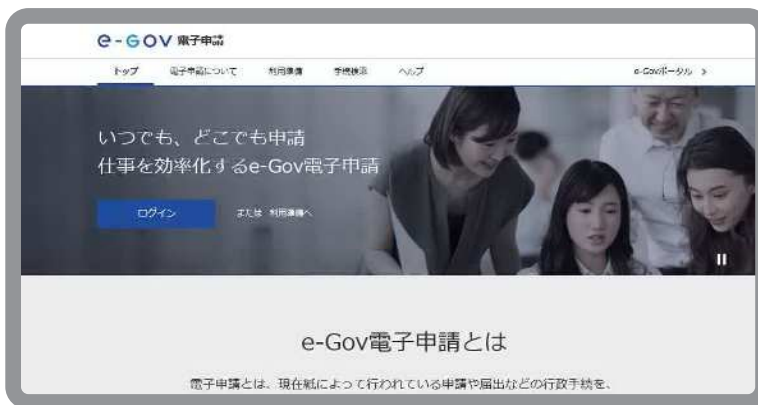 e-GOV 電子申請
トップ 電子申請について 利用準備 手続検索 ヘルプ e-Govポータル
いつでも、どこでも申請
仕事を効率化するe-Gov電子申請
ログイン または 利用準備へ
e-Gov電子申請とは
電子申請とは、現在紙によって行われている申請や届出などの行政手続を、